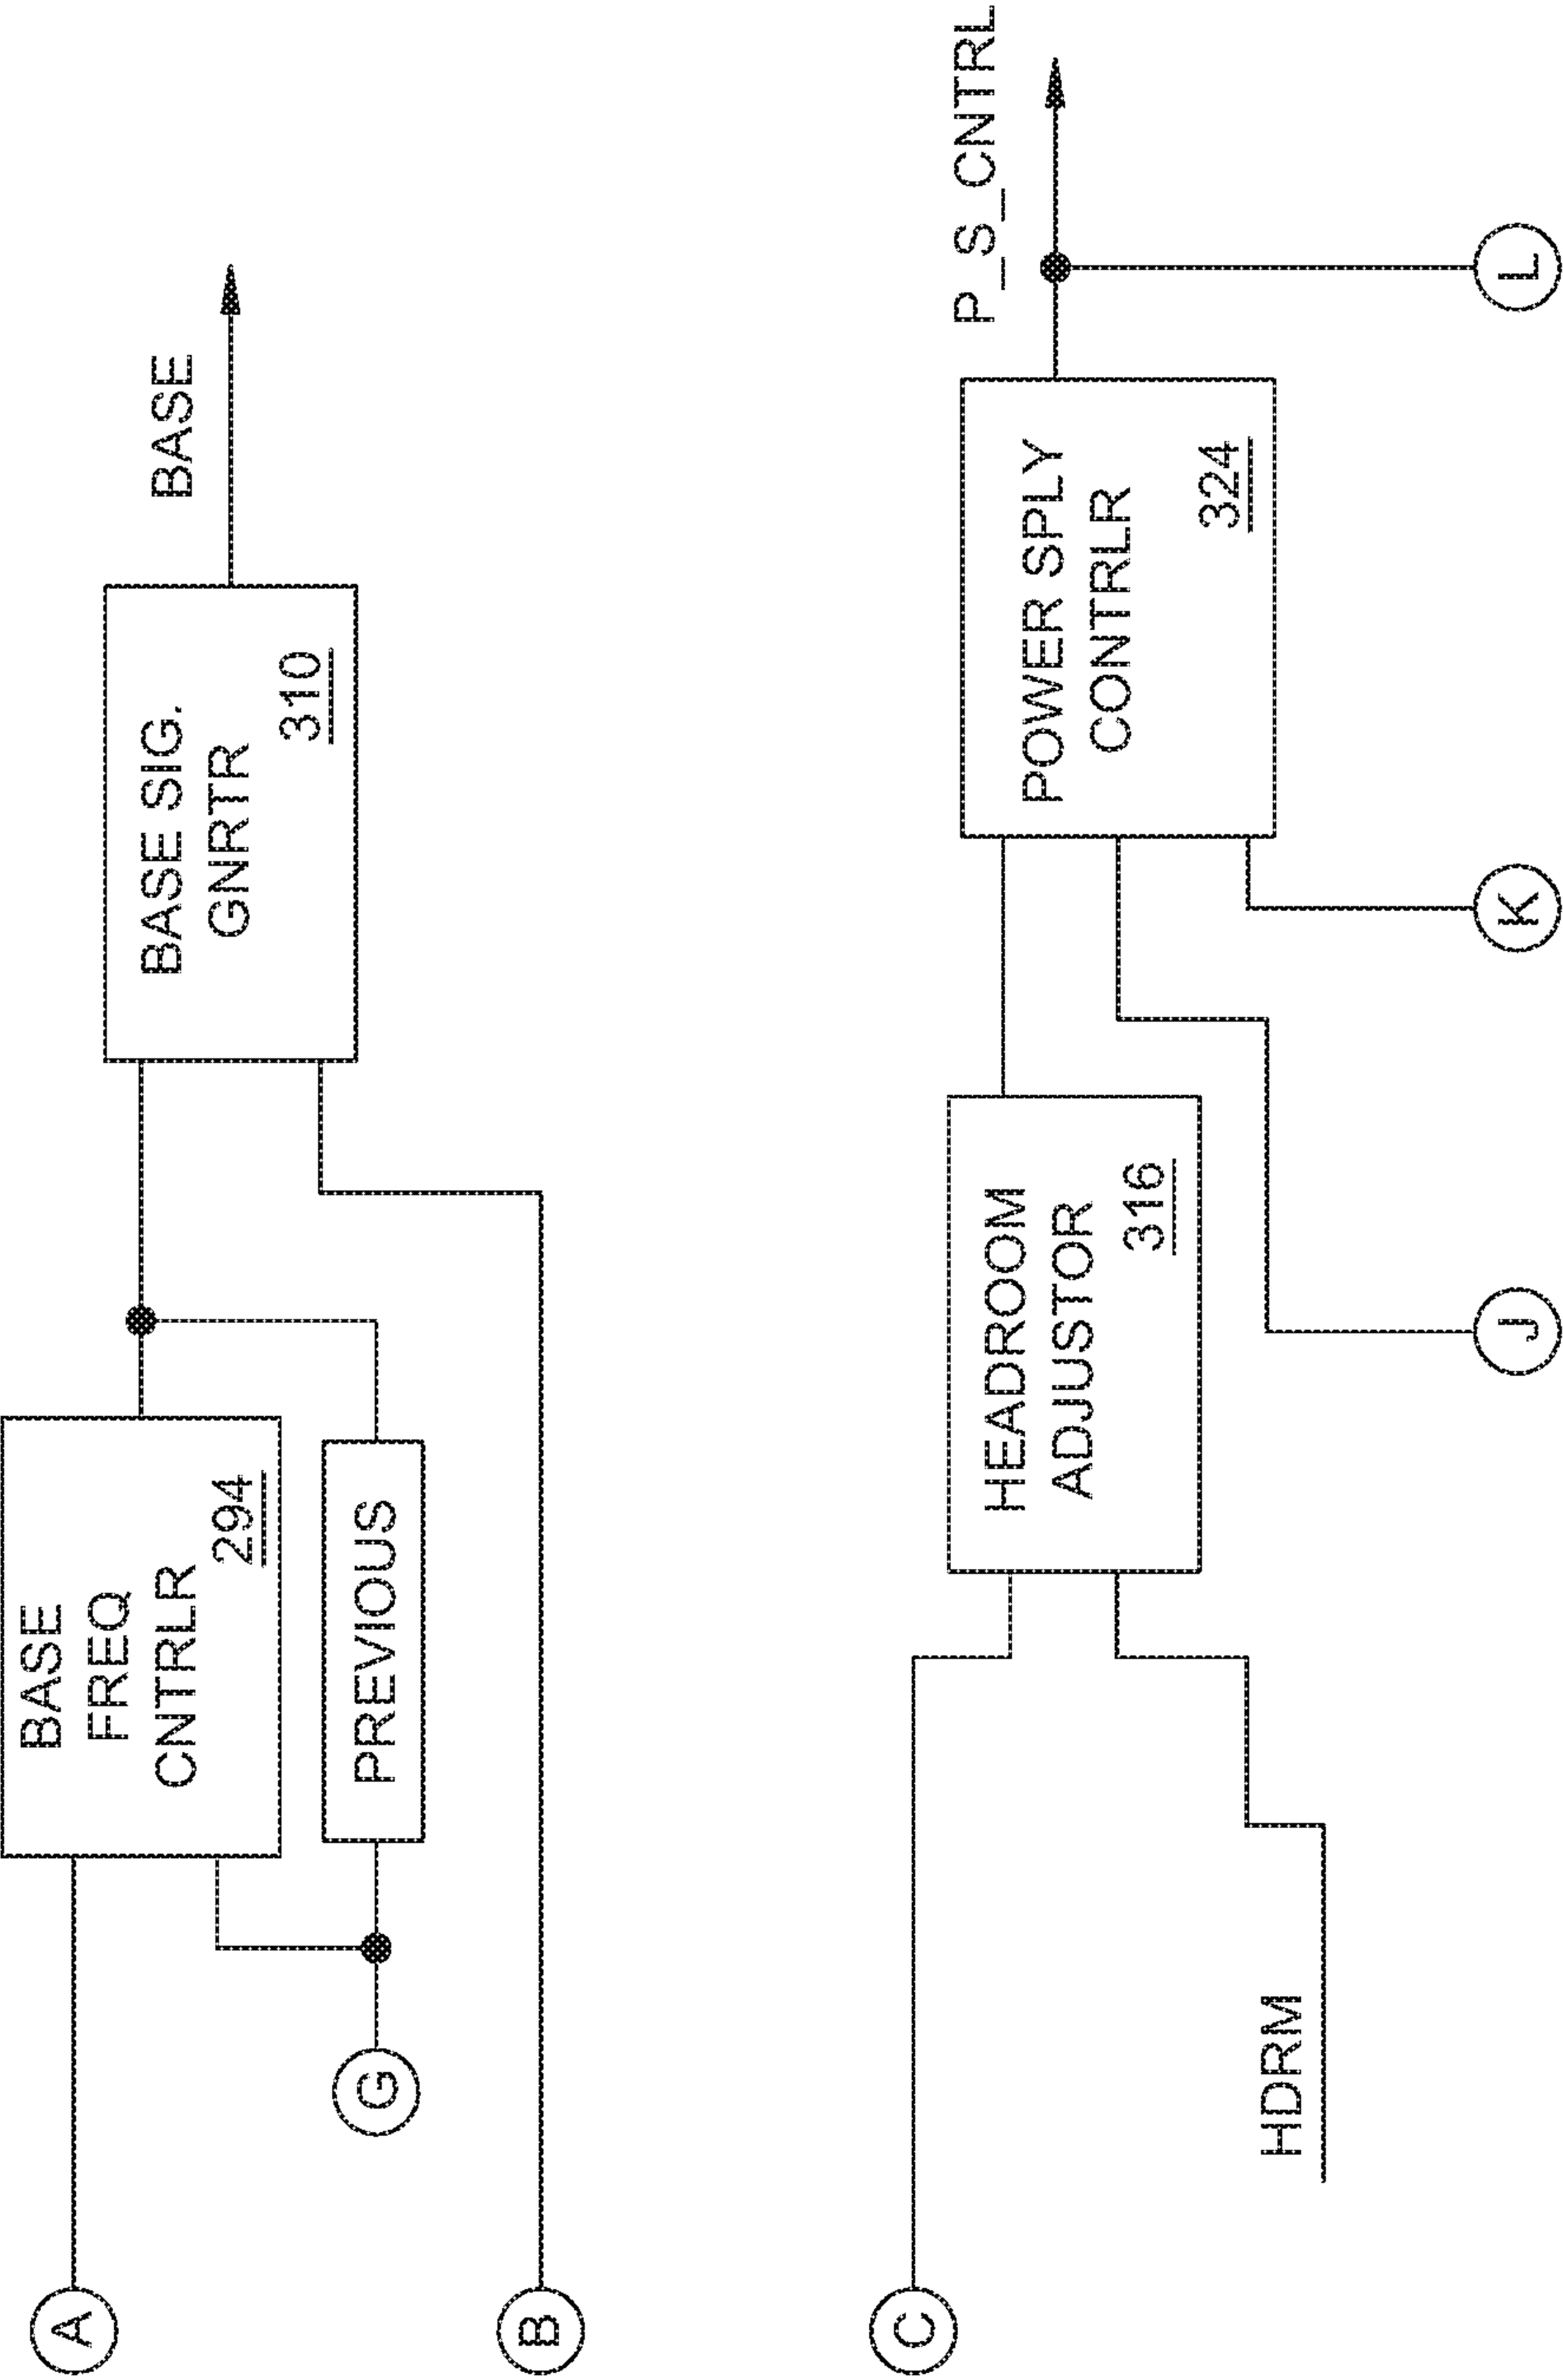 A
BASE
FREQ
CNTRLR
294
G
PREVIOUS
B
BASE SIG.
GNRTR
310
BASE
C
HDRM
HEADROOM
ADJUSTOR
316
J
K
POWER SPLY
CONTRLR
324
P_S_CNTRL
L